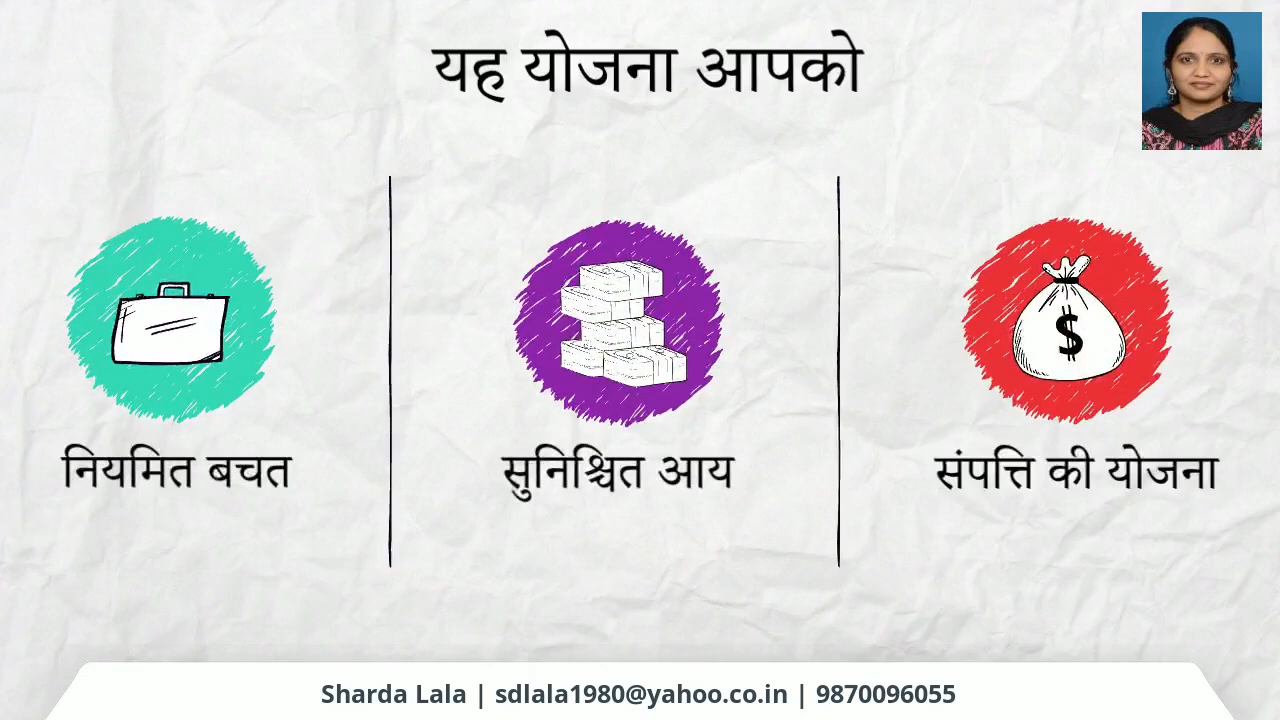 यह योजना आपको
नियमित बचत
सुनिश्चित आय
संपत्ति की योजना
$
Sharda Lala | sdlala1980@yahoo.co.in | 9870096055